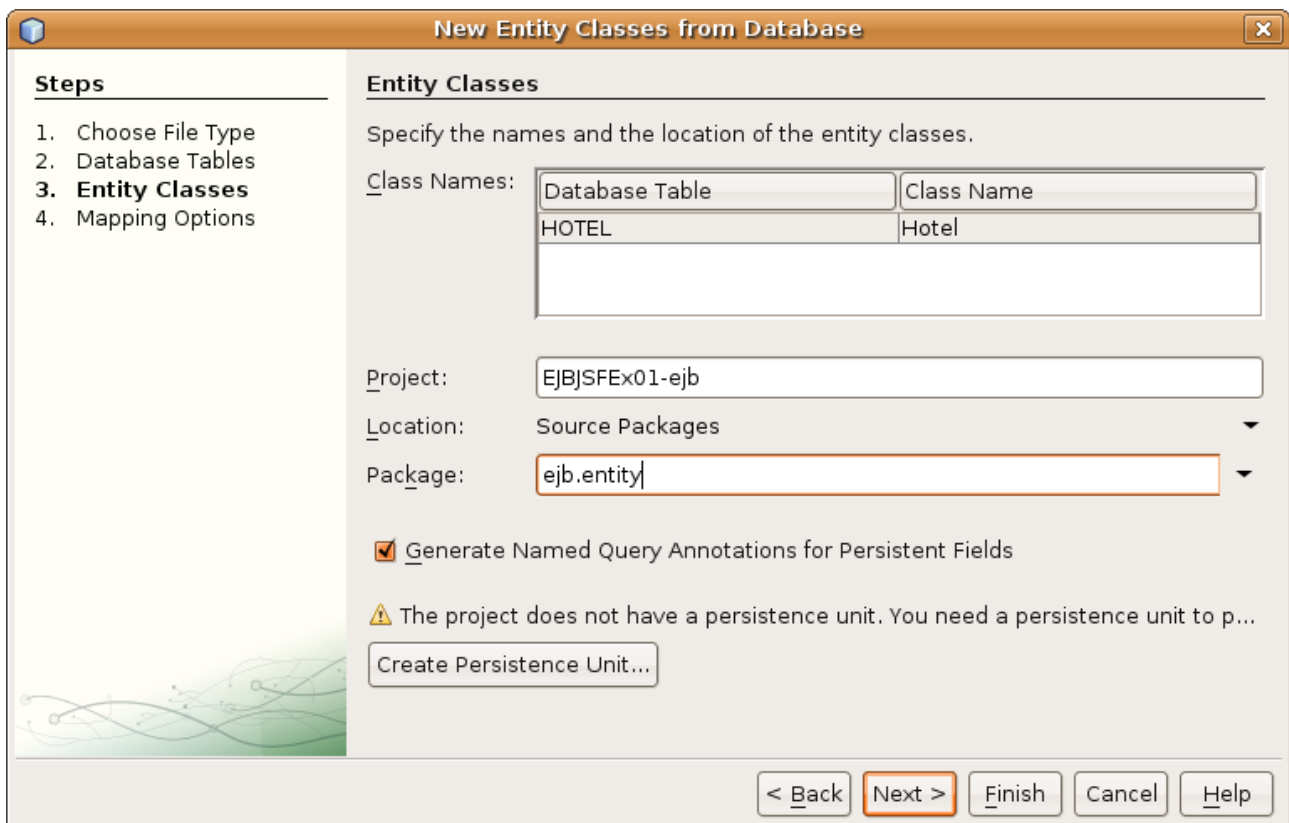 New Entity Classes from Database
Steps
1. Choose File Type
2. Database Tables
3. Entity Classes
4. Mapping Options
Entity Classes
Specify the names and the location of the entity classes.
Class Names:
Database Table Class Name
HOTEL Hotel
Project: EJBJSFEx01-ejb
Location: Source Packages
Package: ejb.entity
Generate Named Query Annotations for Persistent Fields
The project does not have a persistence unit. You need a persistence unit to p...
Create Persistence Unit...
< Back Next > Finish Cancel Help